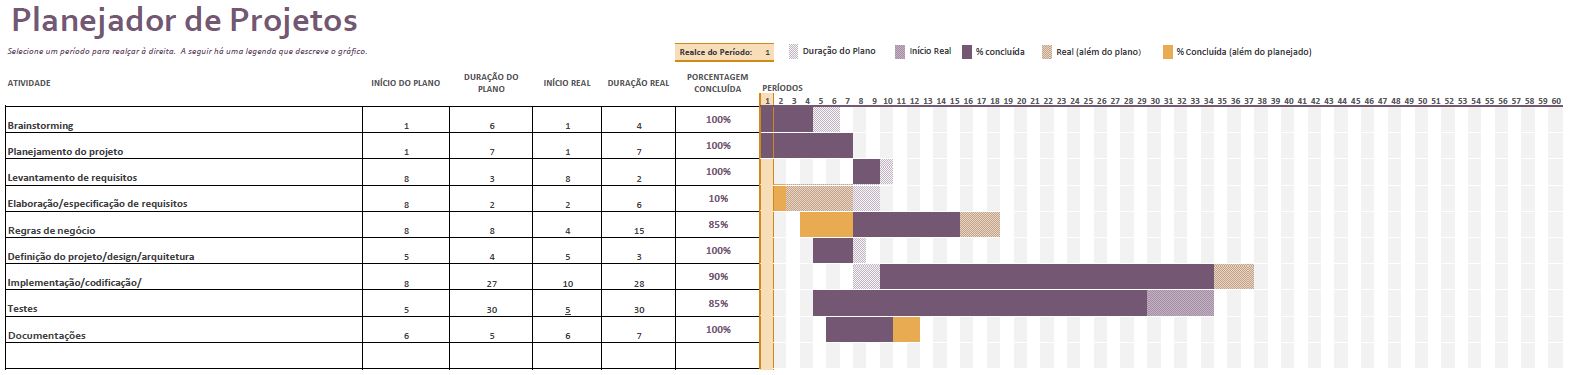 Planejador de Projetos
Selecione um período para realçar à direita. A seguir há uma legenda que descreve o gráfico.
Realce do Período: 1 Duração do Plano Início Real % concluída Real (além do plano) % Concluída (além do planejado)
ATIVIDADE INÍCIO DO PLANO DURAÇÃO DO PLANO INÍCIO REAL DURAÇÃO REAL PORCENTAGEM CONCLUÍDA PERÍODOS
1 2 3 4 5 6 7 8 9 10 11 12 13 14 15 16 17 18 19 20 21 22 23 24 25 26 27 28 29 30 31 32 33 34 35 36 37 38 39 40 41 42 43 44 45 46 47 48 49 50 51 52 53 54 55 56 57 58 59 60
Brainstorming 1 6 1 4 100%
Planejamento do projeto 1 7 1 7 100%
Levantamento de requisitos 8 3 8 2 100%
Elaboração/especificação de requisitos 8 2 2 6 10%
Regras de negócio 8 8 4 15 85%
Definição do projeto/design/arquitetura 5 4 5 3 100%
Implementação/codificação/ 8 27 10 28 90%
Testes 5 30 5 30 85%
Documentações 6 5 6 7 100%